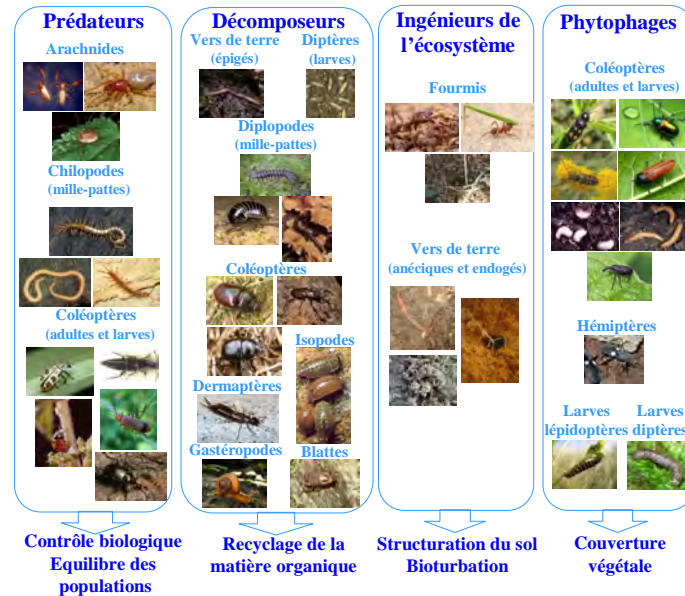 Prédateurs
Arachnides
Chilopodes
(mille-pattes)
Coléoptères
(adultes et larves)
Contrôle biologique
Equilibre des
populations
Décomposeurs
Vers de terre
(épigés)
Diptères
(larves)
Diplopodes
(mille-pattes)
Coléoptères
Isopodes
Dermaptères
Gastéropodes
Blattes
Recyclage de la
matière organique
Ingénieurs de
l'écosystème
Fourmis
Vers de terre
(anéciques et endogés)
Structuration du sol
Bioturbation
Phytophages
Coléoptères
(adultes et larves)
Hémiptères
Larves
lépidoptères
Larves
diptères
Couverture
végétale